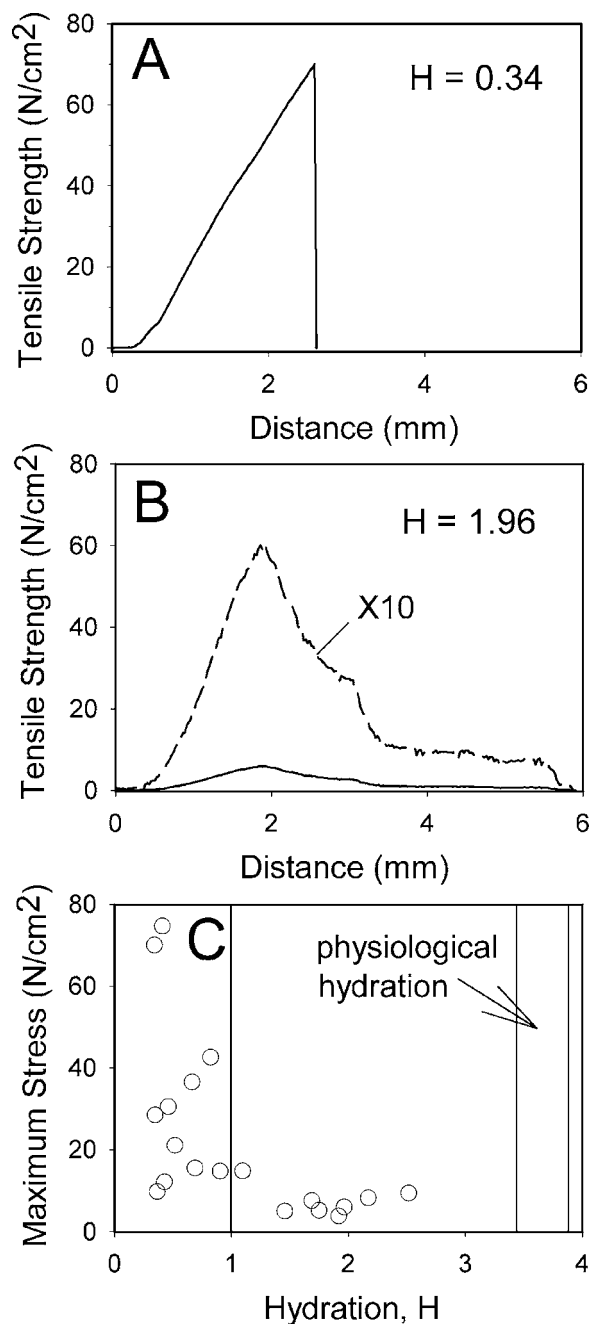 A
H = 0.34
Tensile Strength (N/cm2)
80
60
40
20
0
0 2 4 6
Distance (mm)
B
H = 1.96
X10
Tensile Strength (N/cm2)
80
60
40
20
0
0 2 4 6
Distance (mm)
C
physiological
hydration
Maximum Stress (N/cm2)
80
60
40
20
0
0 1 2 3 4
Hydration, H